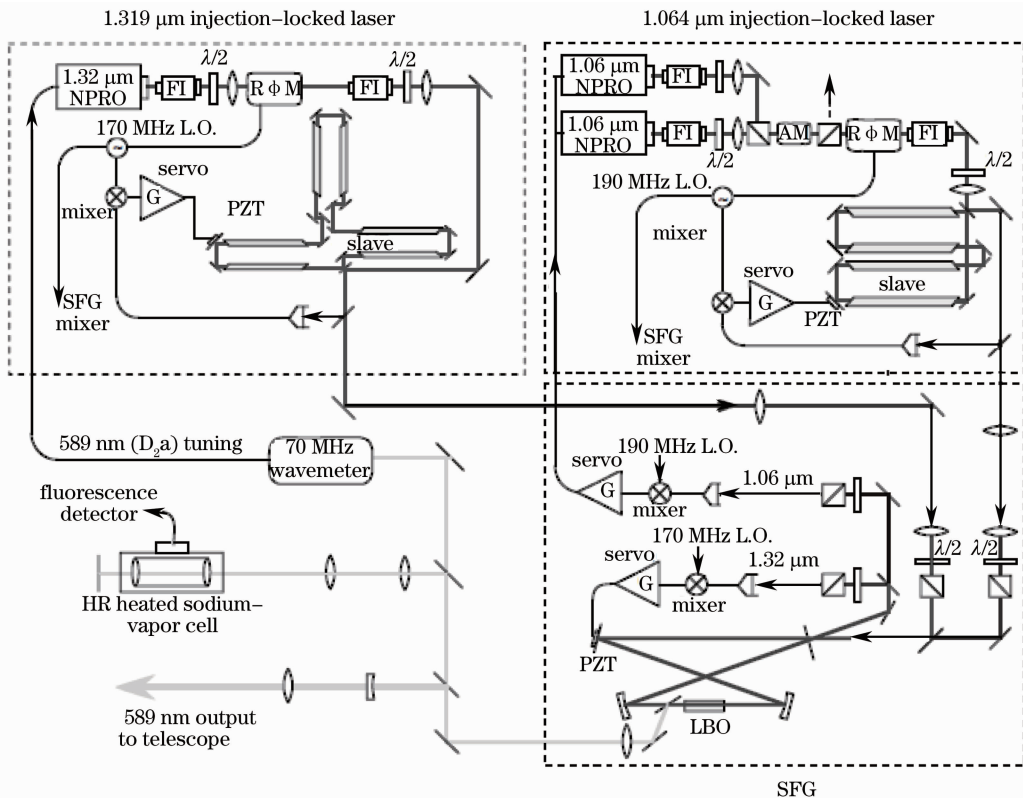 1.319 μm injection-locked laser
1.064 μm injection-locked laser
1.32 μm
NPRO
FI
λ/2
R ϕ M
FI
λ/2
170 MHz L.O.
servo
mixer
G
PZT
slave
SFG
mixer
1.06 μm
NPRO
FI
1.06 μm
NPRO
FI
λ/2
AM
R ϕ M
FI
λ/2
190 MHz L.O.
mixer
servo
G
PZT
slave
SFG
mixer
589 nm (D₂a) tuning
70 MHz
wavemeter
fluorescence
detector
HR heated sodium-
vapor cell
589 nm output
to telescope
190 MHz L.O.
servo
G
mixer
1.06 μm
170 MHz L.O.
servo
G
mixer
1.32 μm
λ/2
λ/2
PZT
LBO
SFG